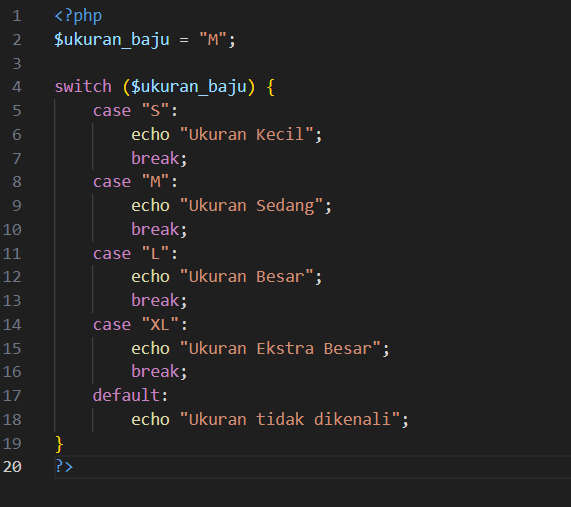 1 <?php
2 $ukuran_baju = "M";
3
4 switch ($ukuran_baju) {
5     case "S":
6         echo "Ukuran Kecil";
7         break;
8     case "M":
9         echo "Ukuran Sedang";
10         break;
11     case "L":
12         echo "Ukuran Besar";
13         break;
14     case "XL":
15         echo "Ukuran Ekstra Besar";
16         break;
17     default:
18         echo "Ukuran tidak dikenali";
19 }
20 ?>